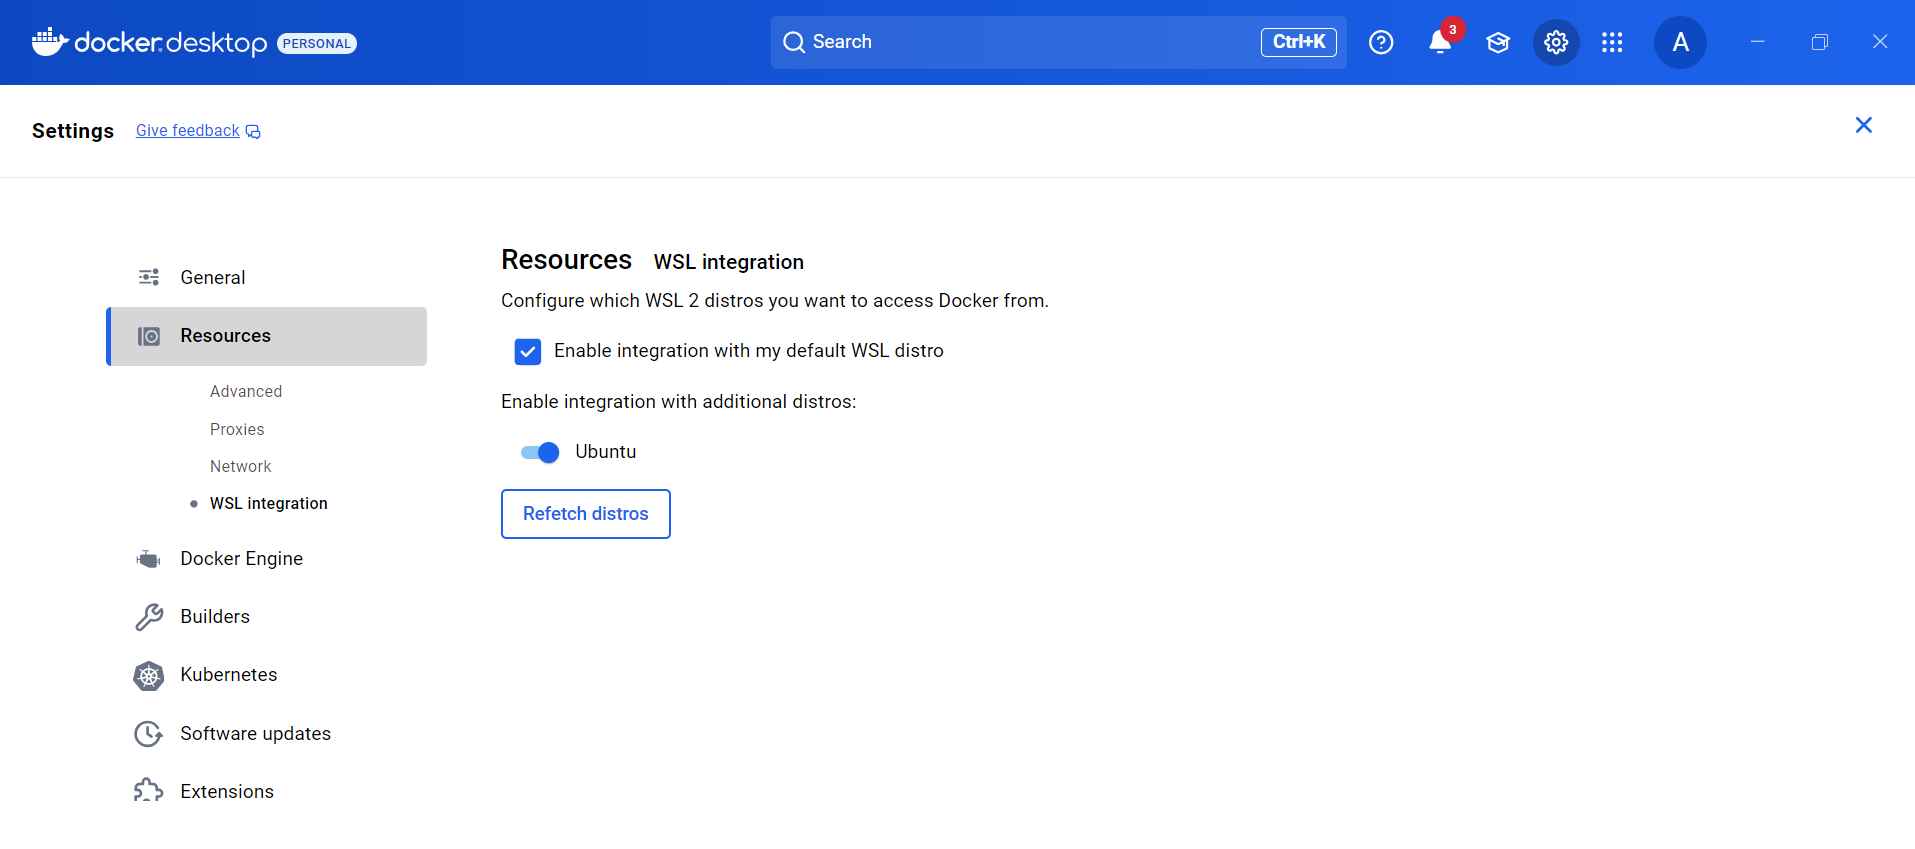 docker desktop PERSONAL
Search Ctrl+K 3 A
Settings Give feedback
General
Resources
Advanced
Proxies
Network
WSL integration
Docker Engine
Builders
Kubernetes
Software updates
Extensions
Resources WSL integration
Configure which WSL 2 distros you want to access Docker from.
Enable integration with my default WSL distro
Enable integration with additional distros:
Ubuntu
Refetch distros